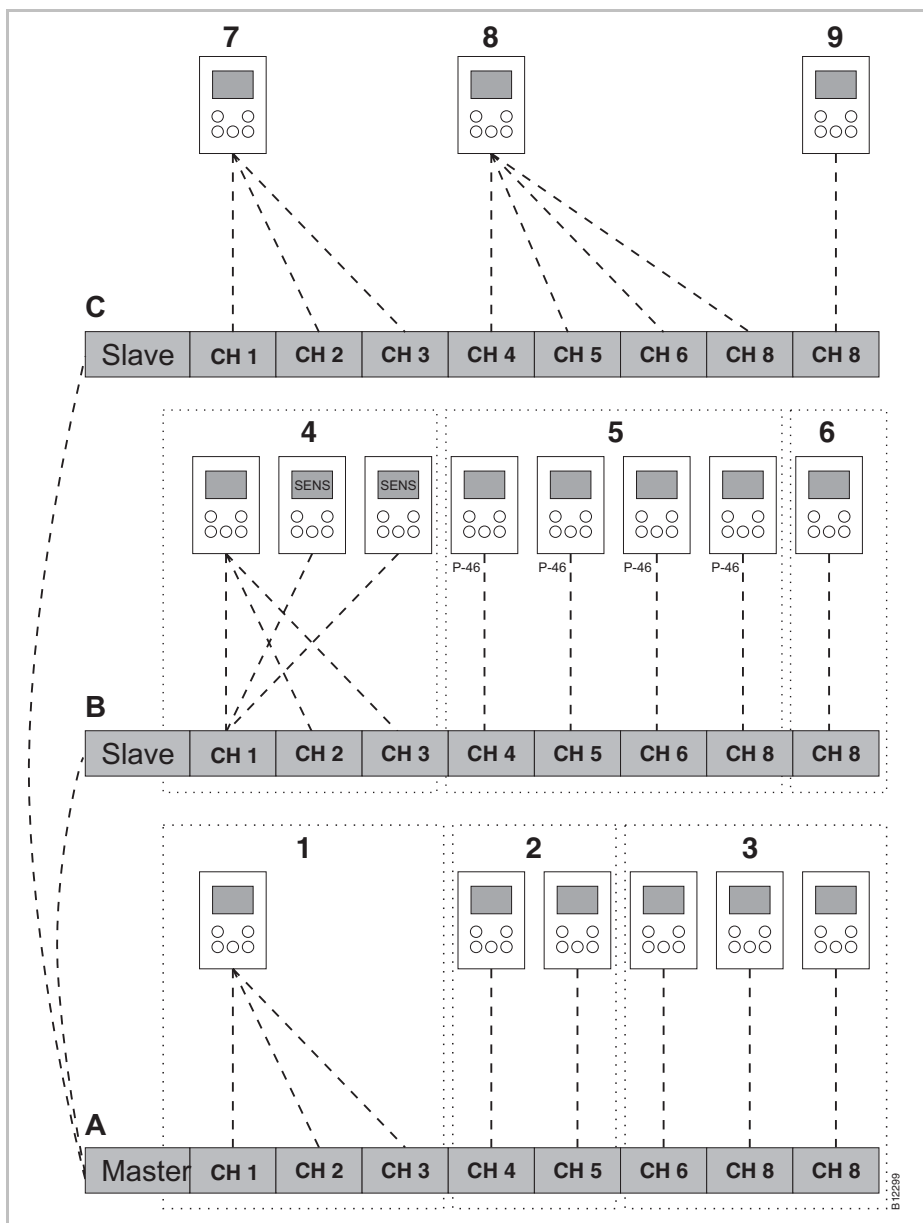 7 8 9
C
Slave CH 1 CH 2 CH 3 CH 4 CH 5 CH 6 CH 8 CH 8
4 5 6
SENS SENS
P-46 P-46 P-46 P-46
B
Slave CH 1 CH 2 CH 3 CH 4 CH 5 CH 6 CH 8 CH 8
1 2 3
A
Master CH 1 CH 2 CH 3 CH 4 CH 5 CH 6 CH 8 CH 8
B12299